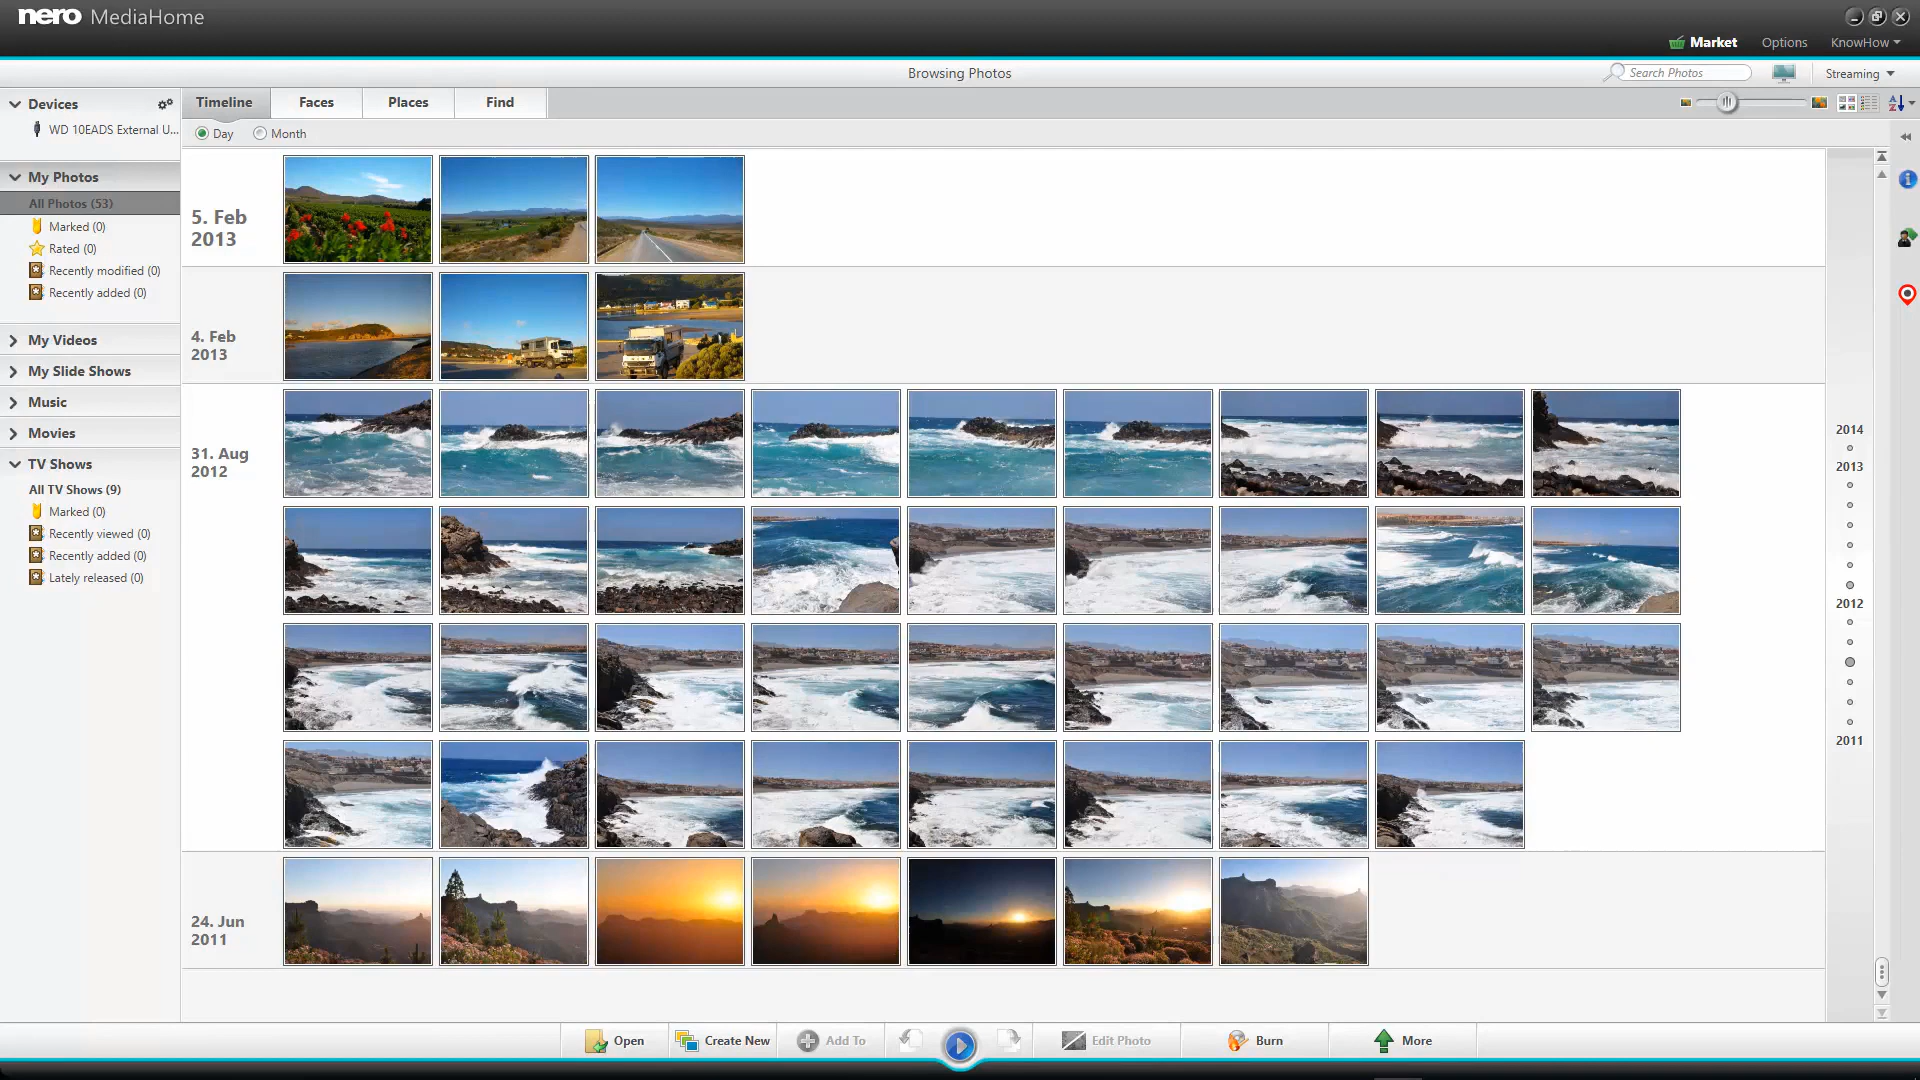 nero MediaHome
Market Options KnowHow
Browsing Photos
Search Photos
Streaming
Devices
WD 10EADS External U...
Timeline Faces Places Find
Day Month
My Photos
All Photos (53)
Marked (0)
Rated (0)
Recently modified (0)
Recently added (0)
My Videos
My Slide Shows
Music
Movies
TV Shows
All TV Shows (9)
Marked (0)
Recently viewed (0)
Recently added (0)
Lately released (0)
5. Feb
2013
4. Feb
2013
31. Aug
2012
24. Jun
2011
2014
2013
2012
2011
Open Create New Add To Edit Photo Burn More